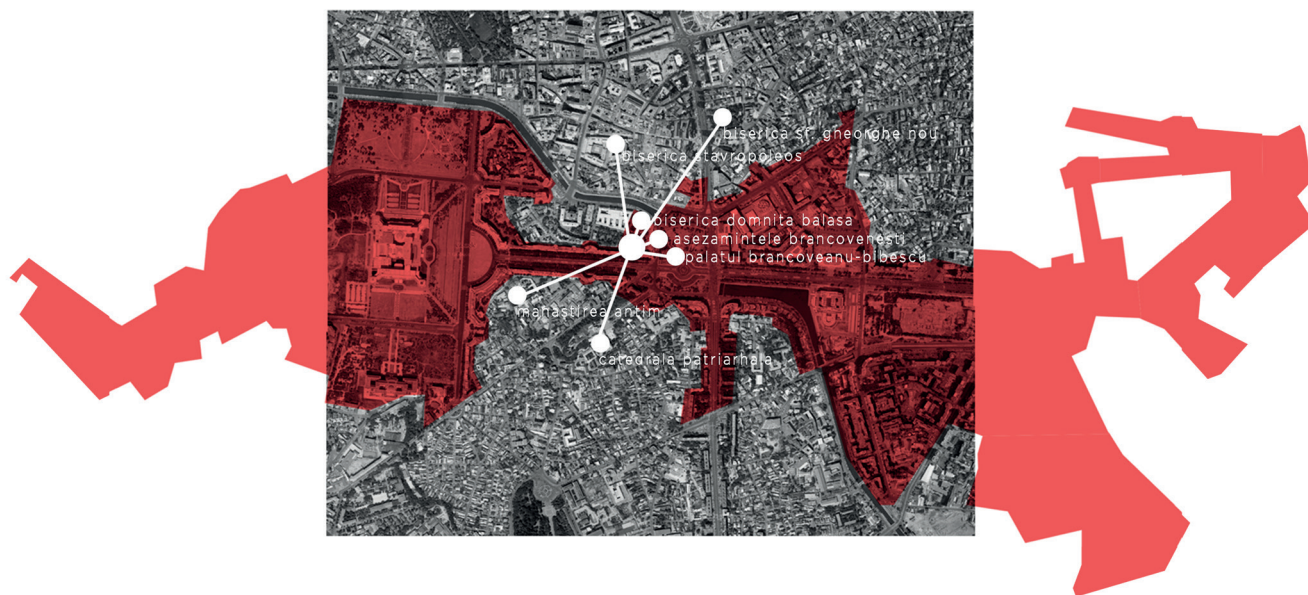 biserica sf. gheorghe nou
biserica stavropoleos
biserica domnita balasa
asezamintele brancovenesti
palatul brancoveanu-bibescu
manastirea antim
catedrala patriarhala